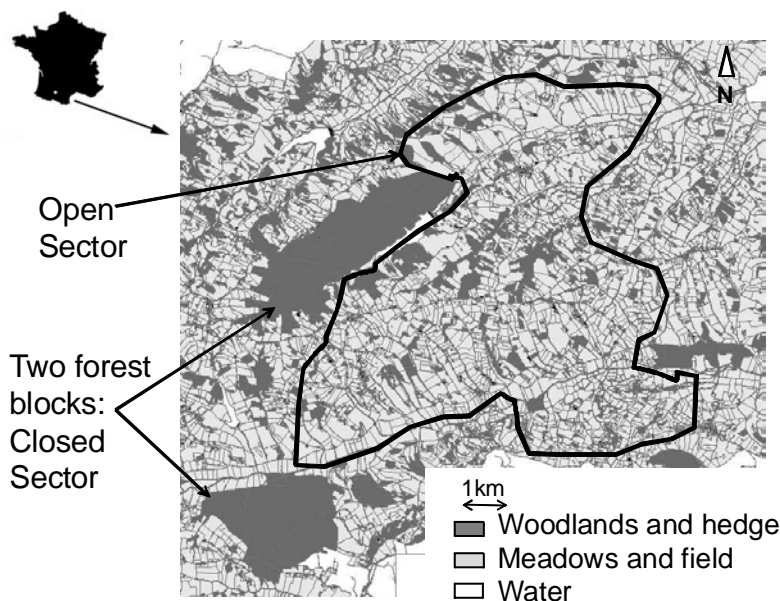 N
Open
Sector
Two forest
blocks:
Closed
Sector
1km
Woodlands and hedge
Meadows and field
Water